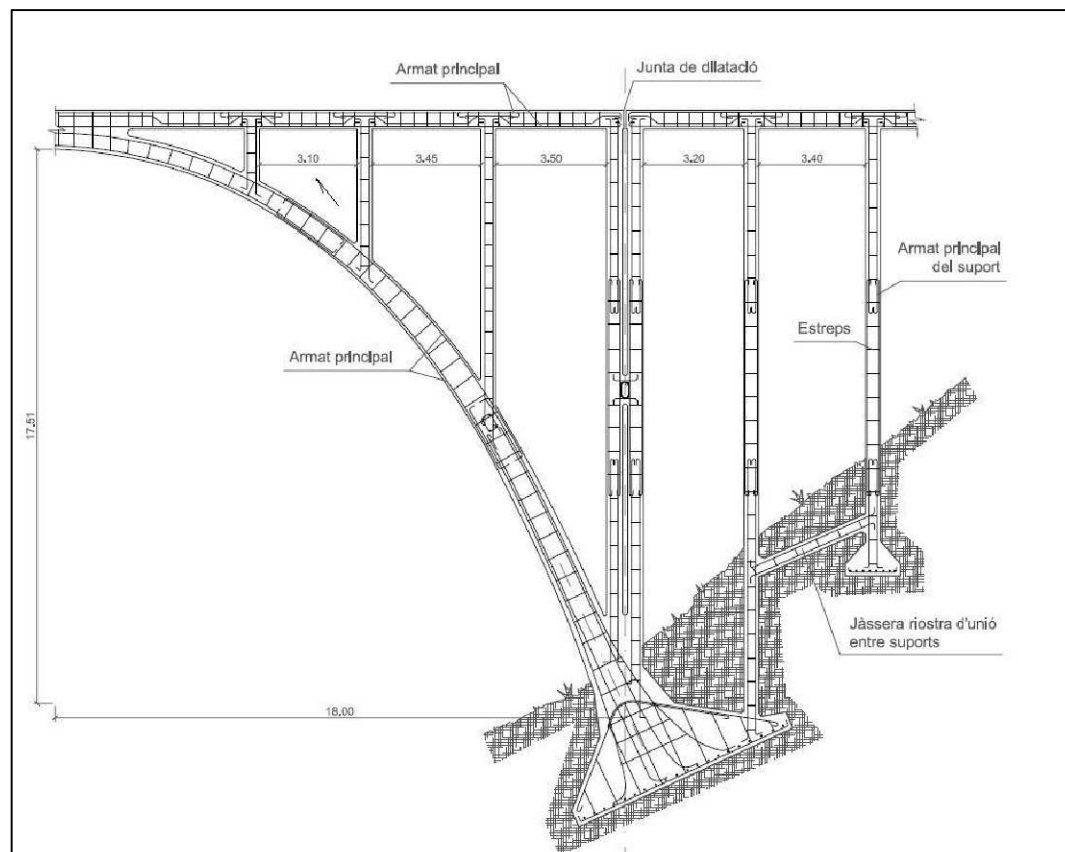 Armat principal
Junta de dilatació
3.10
3.45
3.50
3.20
3.40
Armat principal
del suport
Estreps
Armat principal
17.51
Jàssera riostra d'unió
entre suports
18.00